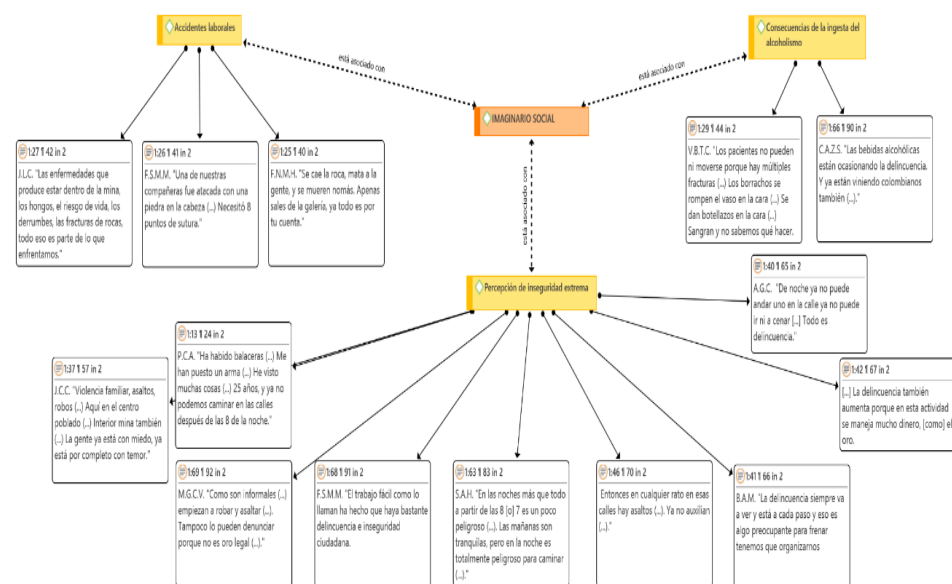 Accidentes laborales
Consecuencias de la ingesta del
alcoholismo
está asociado con
está asociado con
IMAGINARIO SOCIAL
está asociado con
1:27 ¶ 42 in 2
J.L.C. "Las enfermedades que
produce estar dentro de la mina,
los hongos, el riesgo de vida, los
derrumbes, las fracturas de rocas,
todo eso es parte de lo que
enfrentamos."
1:26 ¶ 41 in 2
F.S.M.M. "Una de nuestras
compañeras fue atacada con una
piedra en la cabeza (...) Necesitó 8
puntos de sutura."
1:25 ¶ 40 in 2
F.N.M.H. "Se cae la roca, mata a la
gente, y se mueren nomás. Apenas
sales de la galería, ya todo es por
tu cuenta."
1:29 ¶ 44 in 2
V.B.T.C. "Los pacientes no pueden
ni moverse porque hay múltiples
fracturas (...) Los borrachos se
rompen el vaso en la cara (...) Se
dan botellazos en la cara (...)
Sangran y no sabemos qué hacer.
1:66 ¶ 90 in 2
C.A.Z.S. "Las bebidas alcohólicas
están ocasionando la delincuencia.
Y ya están viniendo colombianos
también (...)."
Percepción de inseguridad extrema
1:40 ¶ 65 in 2
A.G.C. "De noche ya no puede
andar uno en la calle ya no puede
ir ni a cenar [...] Todo es
delincuencia."
1:13 ¶ 24 in 2
P.C.A. "Ha habido balaceras (...) Me
han puesto un arma (...) He visto
muchas cosas (...) 25 años, y ya no
podemos caminar en las calles
después de las 8 de la noche."
1:37 ¶ 57 in 2
J.C.C. "Violencia familiar, asaltos,
robos (...) Aquí en el centro
poblado (...) Interior mina también
(...) La gente ya está con miedo, ya
está por completo con temor."
1:42 ¶ 67 in 2
[...] La delincuencia también
aumenta porque en esta actividad
se maneja mucho dinero, [como] el
oro.
1:69 ¶ 92 in 2
M.G.C.V. "Como son informales (...)
empiezan a robar y asaltar (...).
Tampoco lo pueden denunciar
porque no es oro legal (...)."
1:68 ¶ 91 in 2
F.S.M.M. "El trabajo fácil como lo
llaman ha hecho que haya bastante
delincuencia e inseguridad
ciudadana.
1:63 ¶ 83 in 2
S.A.H. "En las noches más que todo
a partir de las 8 [o] 7 es un poco
peligroso (...). Las mañanas son
tranquilas, pero en la noche es
totalmente peligroso para caminar
(...)."
1:46 ¶ 70 in 2
Entonces en cualquier rato en esas
calles hay asaltos (...). Ya no auxilian
(...)."
1:41 ¶ 66 in 2
B.A.M. "La delincuencia siempre va
a ver y está a cada paso y eso es
algo preocupante para frenar
tenemos que organizarnos